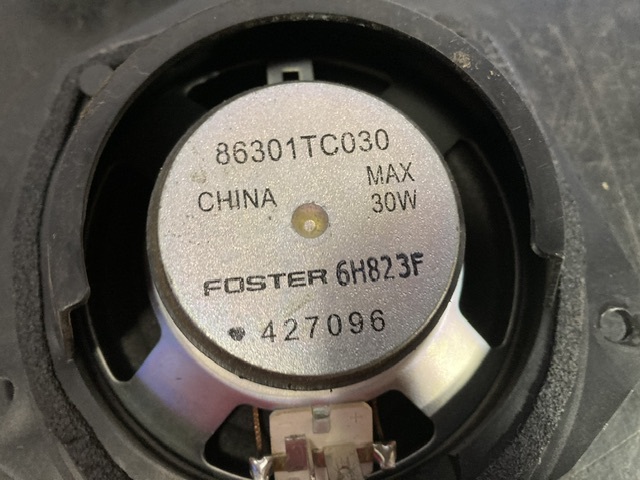 86301TC030
CHINA
MAX
30W
FOSTER 6H823F
427096
+